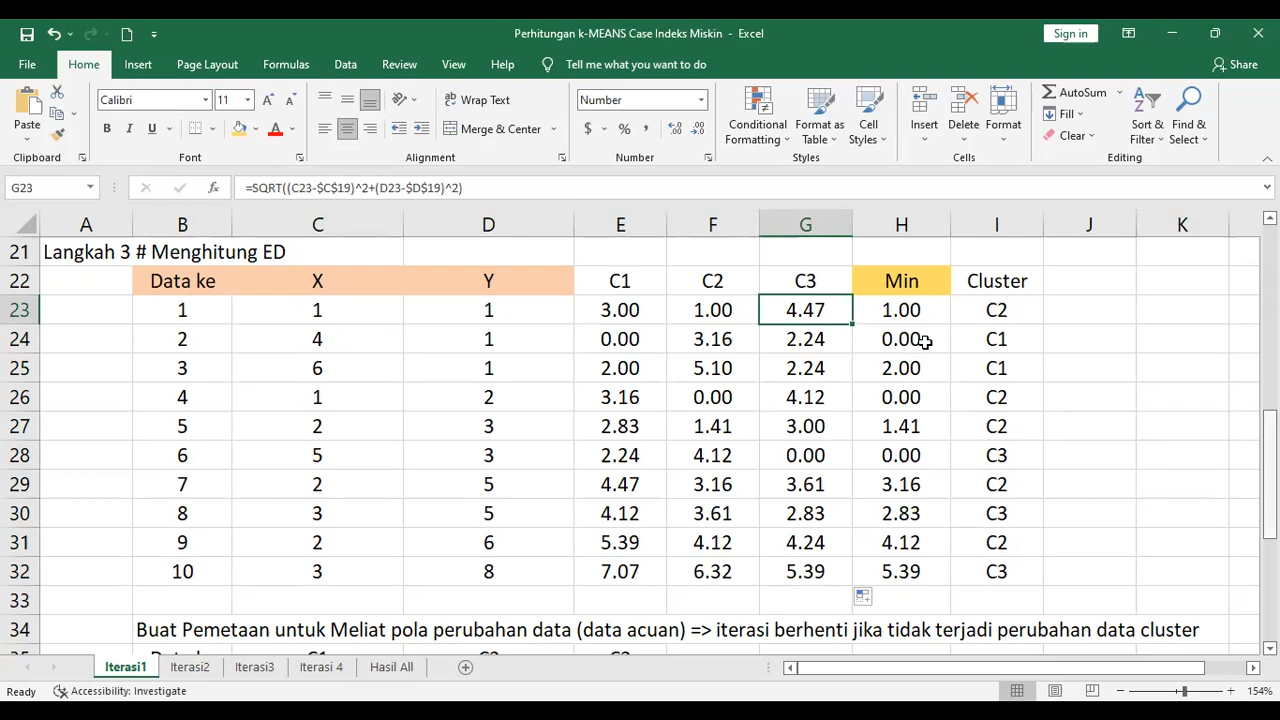 Perhitungan k-MEANS Case Indeks Miskin - Excel
Sign in
File Home Insert Page Layout Formulas Data Review View Help Tell me what you want to do Share
Paste
Clipboard
Calibri 11
B I U A
Font
Wrap Text
Merge & Center
Alignment
Number
$ % ,
Number
Conditional Formatting
Format as Table
Cell Styles
Styles
Insert Delete Format
Cells
AutoSum
Fill
Clear
Sort & Filter
Find & Select
Editing
G23 fx =SQRT((C23-$C$19)^2+(D23-$D$19)^2)
A B C D E F G H I J K
21 Langkah 3 # Menghitung ED
22 Data ke X Y C1 C2 C3 Min Cluster
23 1 1 1 3.00 1.00 4.47 1.00 C2
24 2 4 1 0.00 3.16 2.24 0.00 C1
25 3 6 1 2.00 5.10 2.24 2.00 C1
26 4 1 2 3.16 0.00 4.12 0.00 C2
27 5 2 3 2.83 1.41 3.00 1.41 C2
28 6 5 3 2.24 4.12 0.00 0.00 C3
29 7 2 5 4.47 3.16 3.61 3.16 C2
30 8 3 5 4.12 3.61 2.83 2.83 C3
31 9 2 6 5.39 4.12 4.24 4.12 C2
32 10 3 8 7.07 6.32 5.39 5.39 C3
33
34 Buat Pemetaan untuk Meliat pola perubahan data (data acuan) => iterasi berhenti jika tidak terjadi perubahan data cluster
Iterasi1 Iterasi2 Iterasi3 Iterasi 4 Hasil All
Ready Accessibility: Investigate 154%